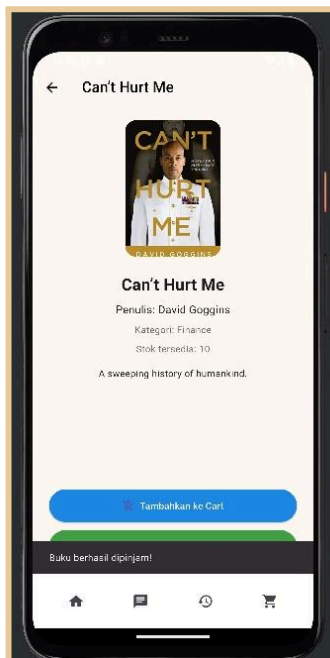 Can't Hurt Me
CAN'T
HURT
ME
DAVID GOGGINS
Can't Hurt Me
Penulis: David Goggins
Kategori: Finance
Stok tersedia: 10
A sweeping history of humankind.
Tambahkan ke Cart
Buku berhasil dipinjam!